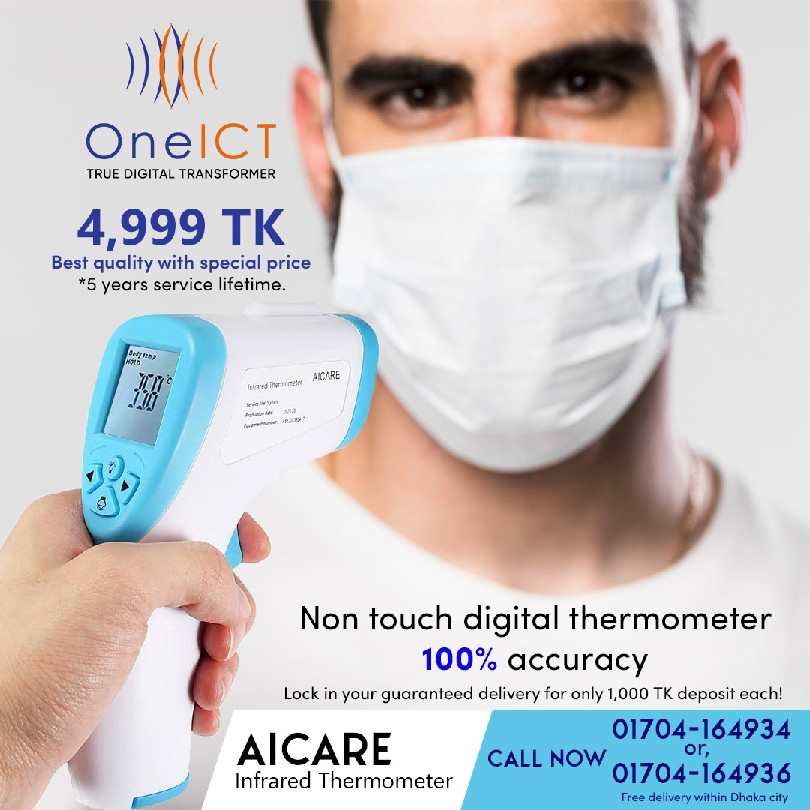 OneICT
TRUE DIGITAL TRANSFORMER
4,999 TK
Best quality with special price
*5 years service lifetime.
Body temp
°C
AICARE
Infrared Thermometer
Non touch digital thermometer
100% accuracy
Lock in your guaranteed delivery for only 1,000 TK deposit each!
AICARE
Infrared Thermometer
CALL NOW
01704-164934
or,
01704-164936
Free delivery within Dhaka city